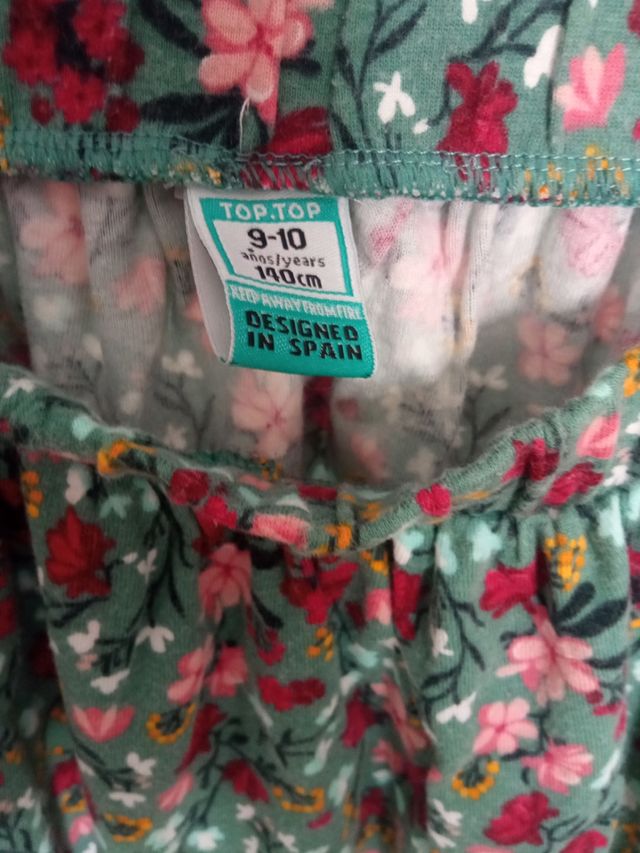 TOP.TOP
9-10
años/years
140cm
KEEP AWAY FROM FIRE
DESIGNED
IN SPAIN